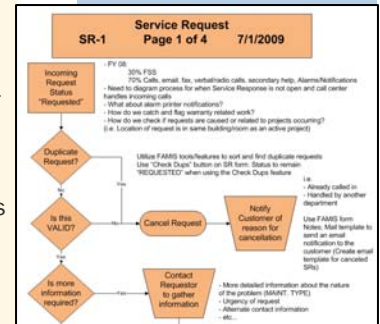 Service Request
SR-1 Page 1 of 4 7/1/2009
Incoming
Request
Status
"Requested"
- FY 08:
30% FSS
70% Calls, email, fax, verbal/radio calls, secondary help, Alarms/Notifications
- Need to diagram process for when Service Response is not open and call center
handles incoming calls
- What about alarm printer notifications?
- How do we catch and flag warranty related work?
- How do we check if requests are caused or related to projects occurring?
(i.e. Location of request is in same building/room as an active project)
Duplicate
Request?
Utilize FAMIS tools/features to sort and find duplicate requests
Use "Check Dups" button on SR form: Status to remain
"REQUESTED" when using the Check Dups feature
No
Yes
Is this
VALID?
No
Cancel Request
Notify
Customer of
reason for
cancellation
i.e.
- Already called in
- Handled by another
department
Use FAMIS form
Notes; Mail template to
send an email
notification to the
customer (Create email
template for canceled
SRs)
Yes
Is more
information
required?
Yes
Contact
Requestor
to gather
information
- More detailed information about the nature
of the problem (MAINT. TYPE)
- Urgency of request
- Alternate contact information
- etc...
s